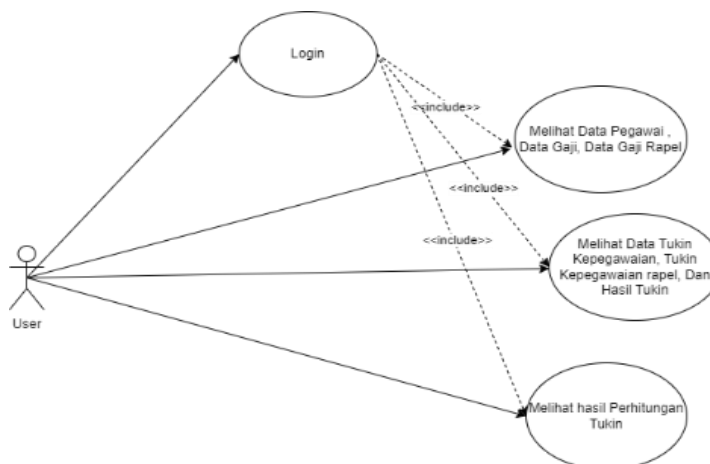 Login
<<include>>
Melihat Data Pegawai ,
Data Gaji, Data Gaji Rapel
<<include>>
<<include>>
Melihat Data Tukin
Kepegawaian, Tukin
Kepegawaian rapel, Dan
Hasil Tukin
User
Melihat hasil Perhitungan
Tukin